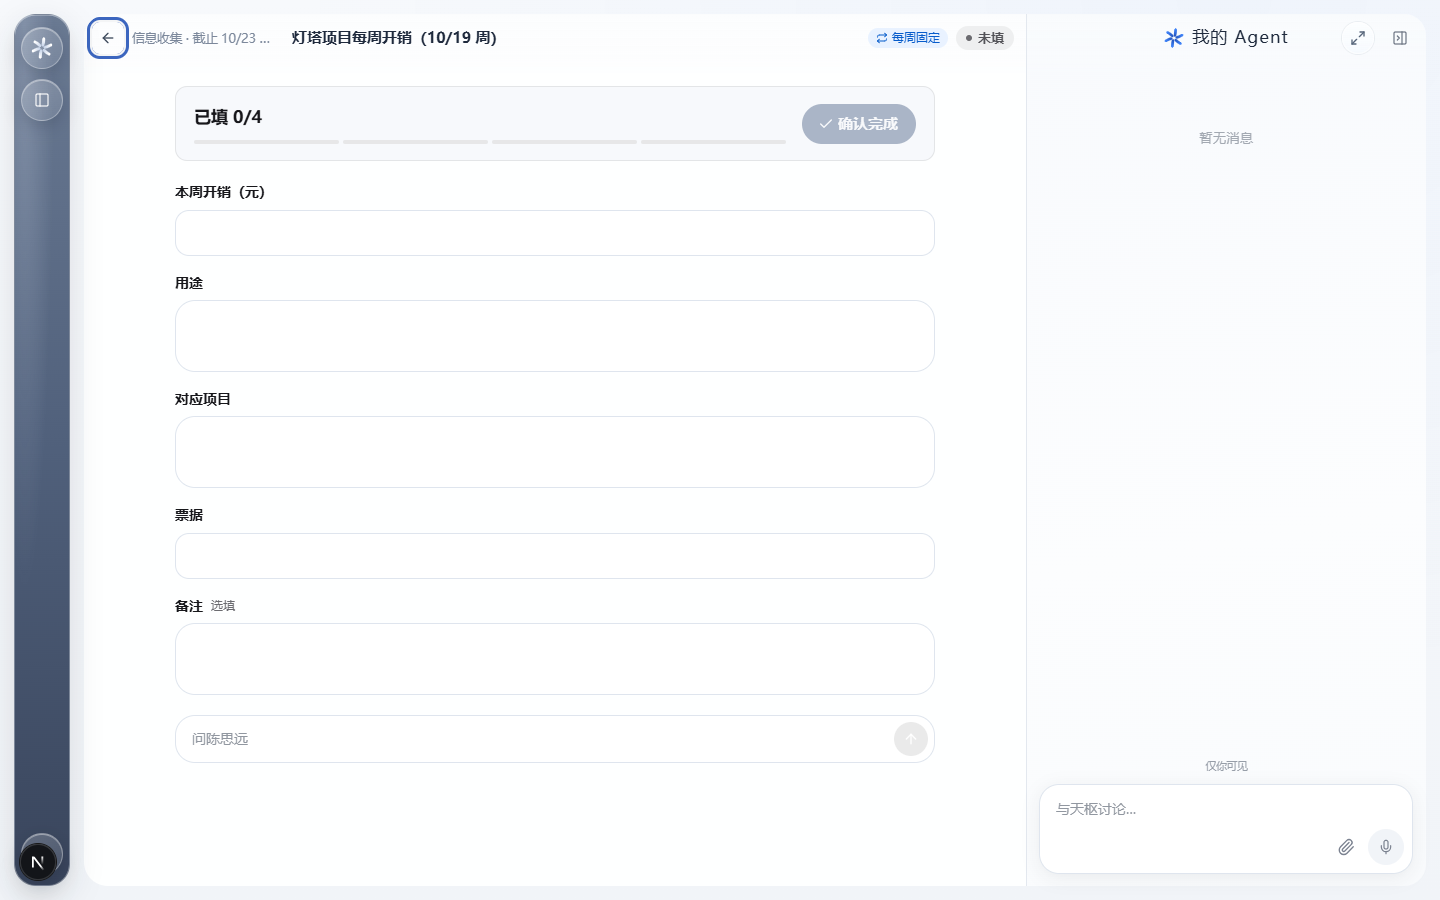 信息收集 · 截止 10/23 ...
灯塔项目每周开销（10/19 周）
每周固定
未填
我的 Agent
已填 0/4
确认完成
暂无消息
本周开销（元）
用途
对应项目
票据
备注 选填
问陈思远
仅你可见
与天枢讨论...
N